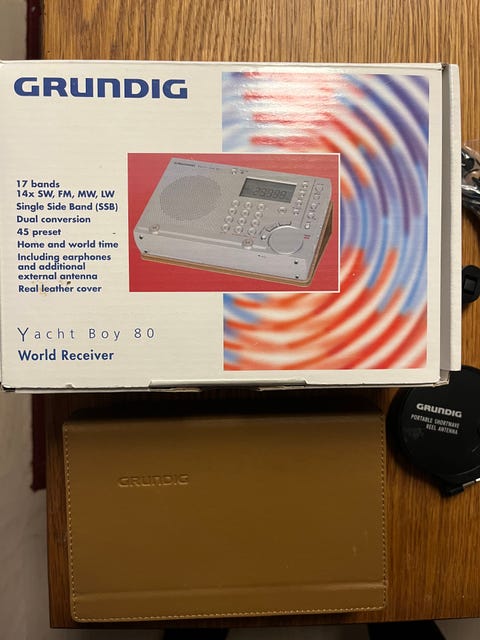 GRUNDIG
17 bands
14x SW, FM, MW, LW
Single Side Band (SSB)
Dual conversion
45 preset
Home and world time
Including earphones
and additional
external antenna
Real leather cover
Yacht Boy 80
World Receiver
GRUNDIG
PORTABLE SHORTWAVE
REEL ANTENNA
GRUNDIG